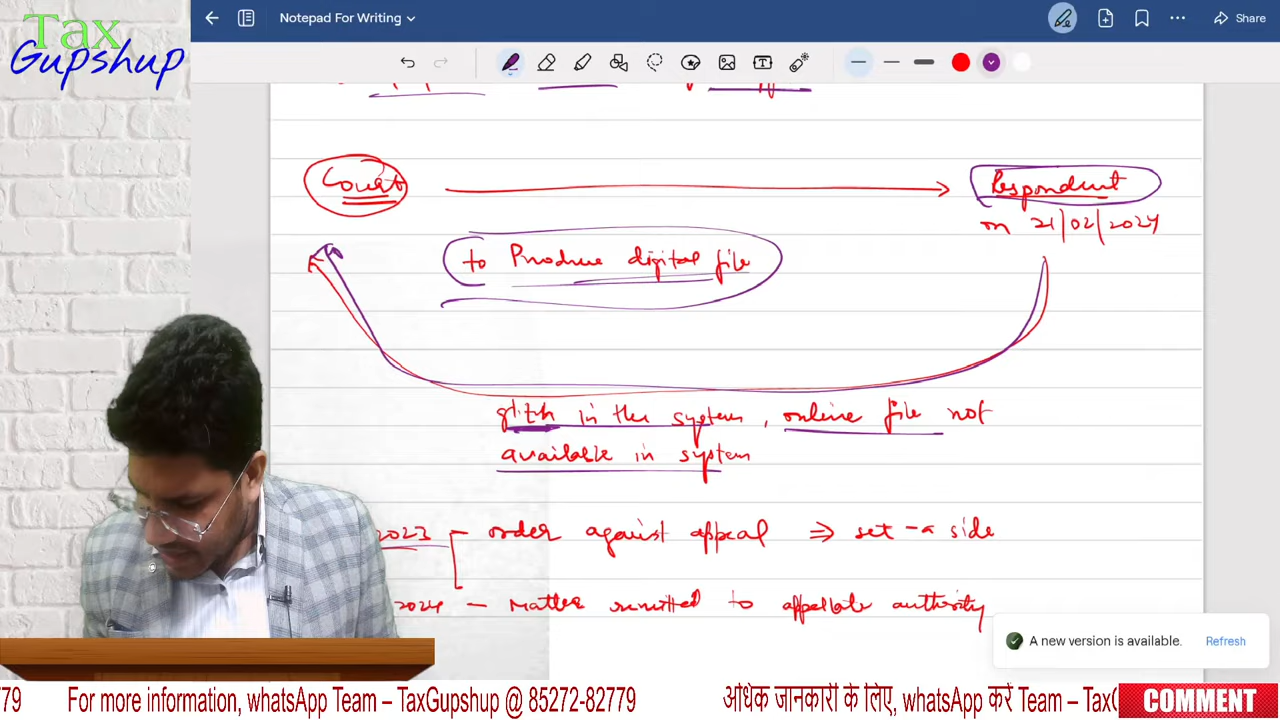 Tax
Gupshup
Notepad For Writing
Share
Court
Respondent
on 21/02/2024
to Produce digital file
glitch in the system, online file not
available in system
2023 - order against appeal ⇒ set-a side
2024 - Matter remitted to appellate authority
A new version is available. Refresh
779 For more information, whatsApp Team – TaxGupshup @ 85272-82779 अधिक जानकारी के लिए, whatsApp करें Team – TaxG
COMMENT